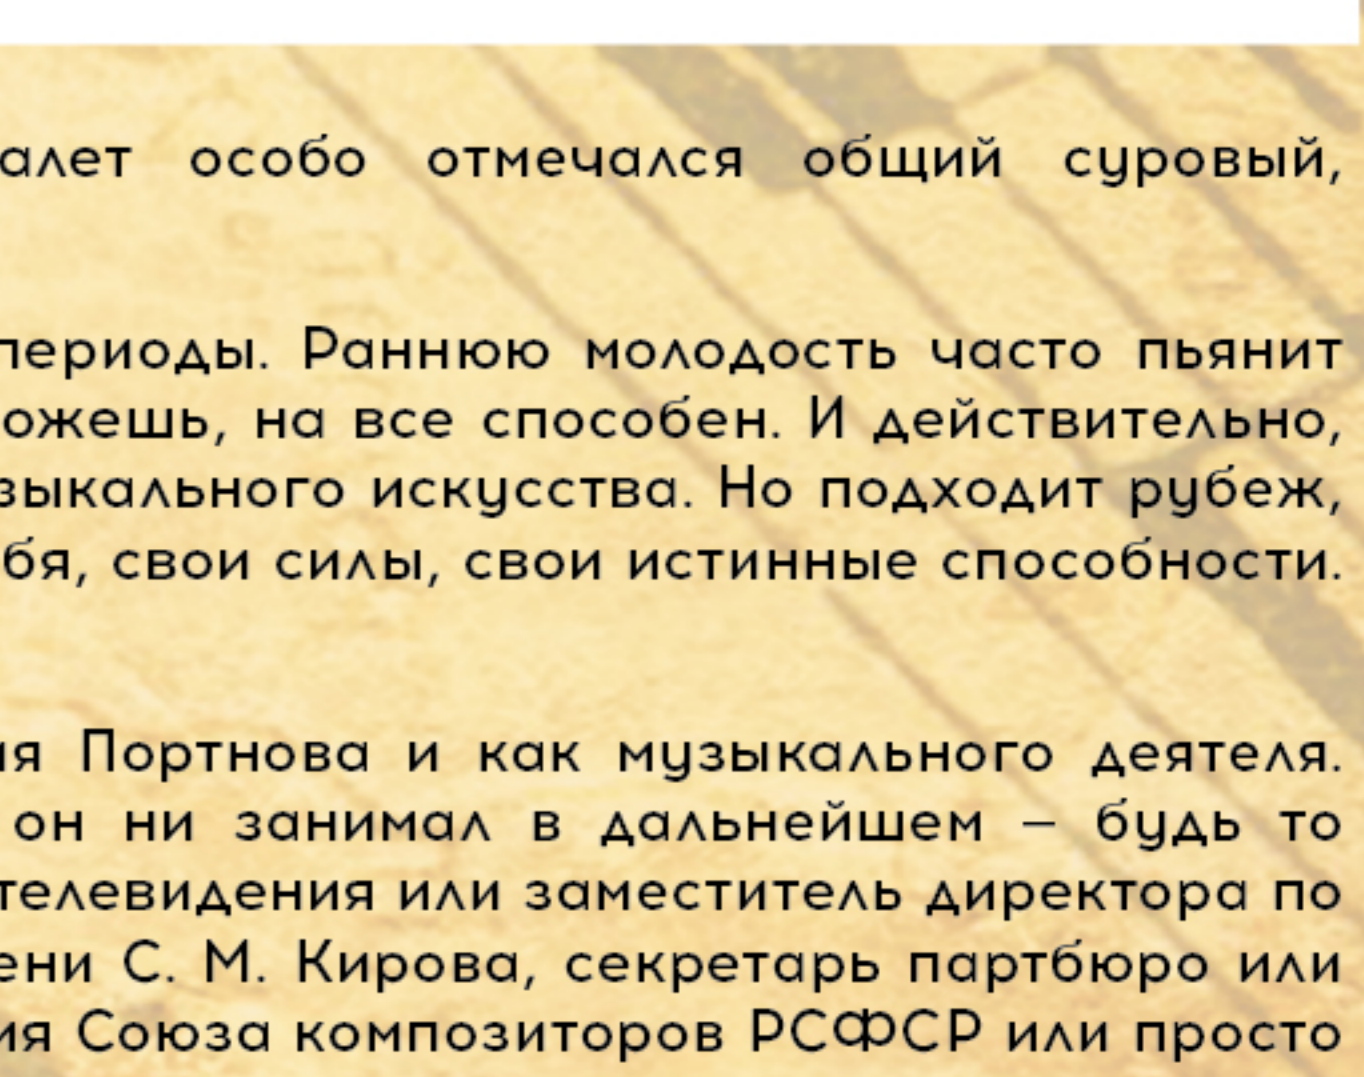 алет особо отмечался общий суровый,
периоды. Раннюю молодость часто пьянит
ожешь, на все способен. И действительно,
зыкального искусства. Но подходит рубеж,
бя, свои силы, свои истинные способности.
ия Портнова и как музыкального деятеля.
он ни занимал в дальнейшем – будь то
телевидения или заместитель директора по
ени С. М. Кирова, секретарь партбюро или
ия Союза композиторов РСФСР или просто